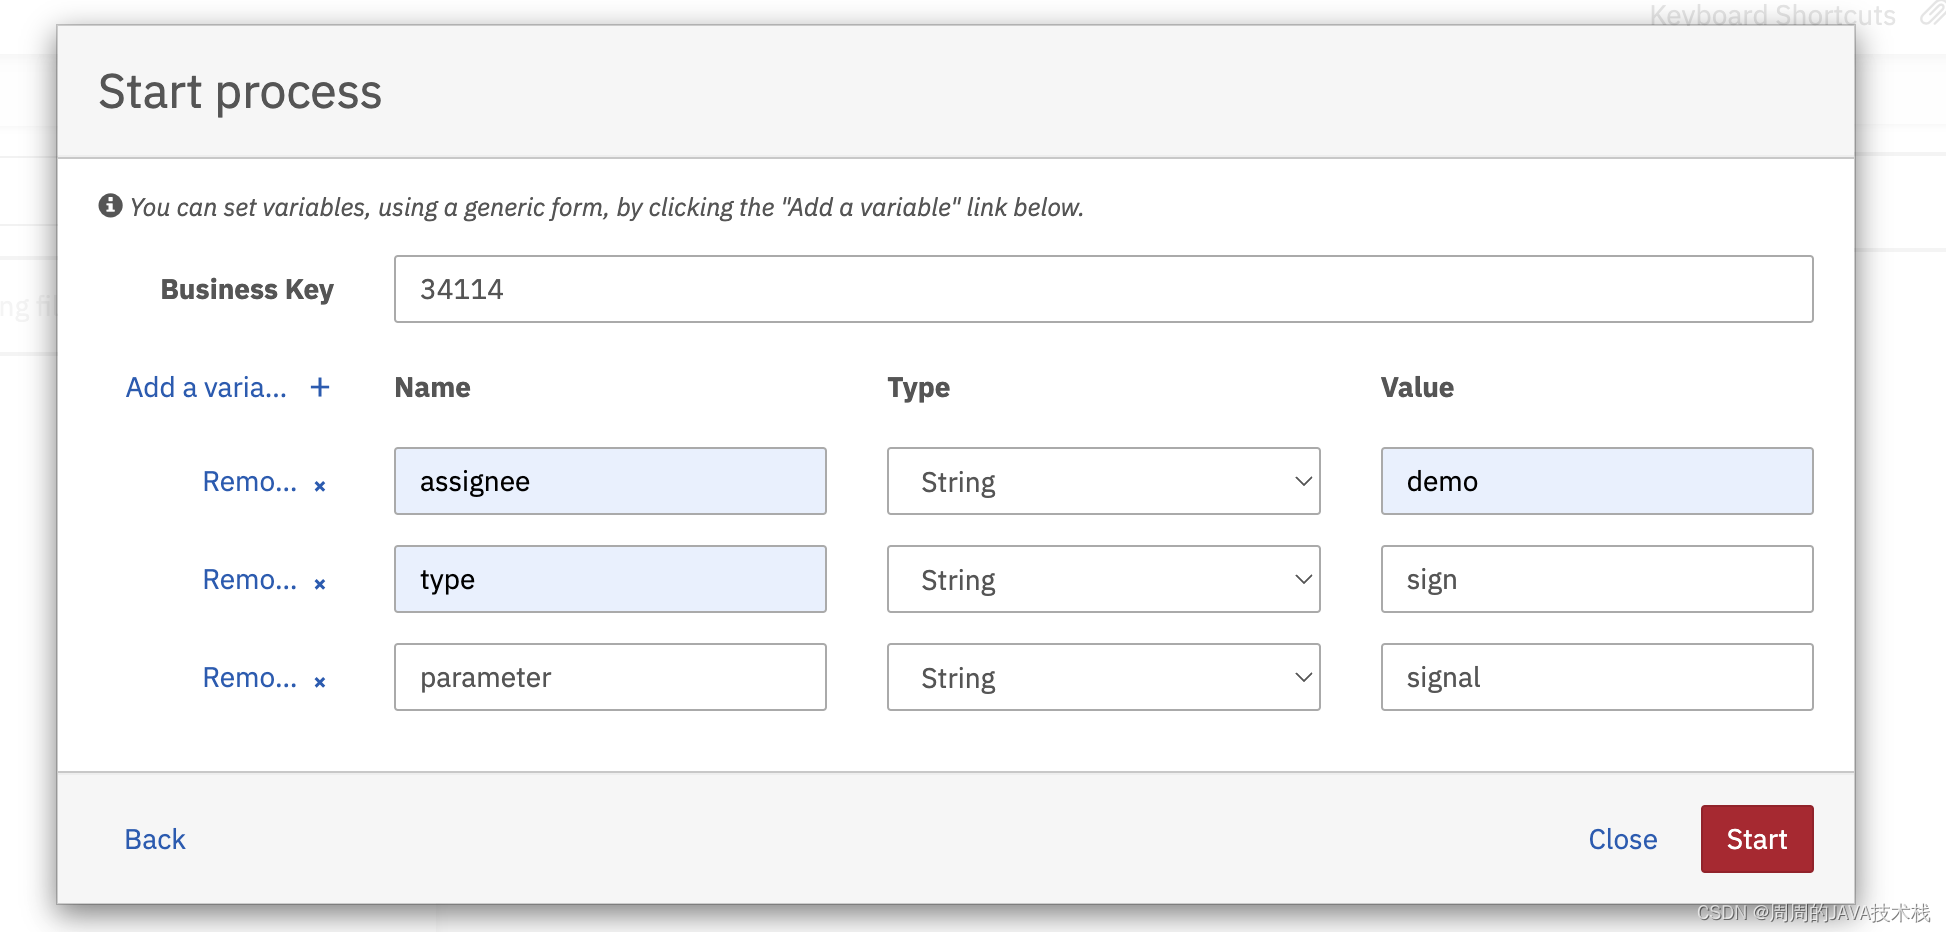 Keyboard Shortcuts
Start process
You can set variables, using a generic form, by clicking the "Add a variable" link below.
Business Key 34114
ng fil
Add a varia... + Name Type Value
Remo... × assignee String demo
Remo... × type String sign
Remo... × parameter String signal
Back Close Start
CSDN @周周的JAVA技术栈